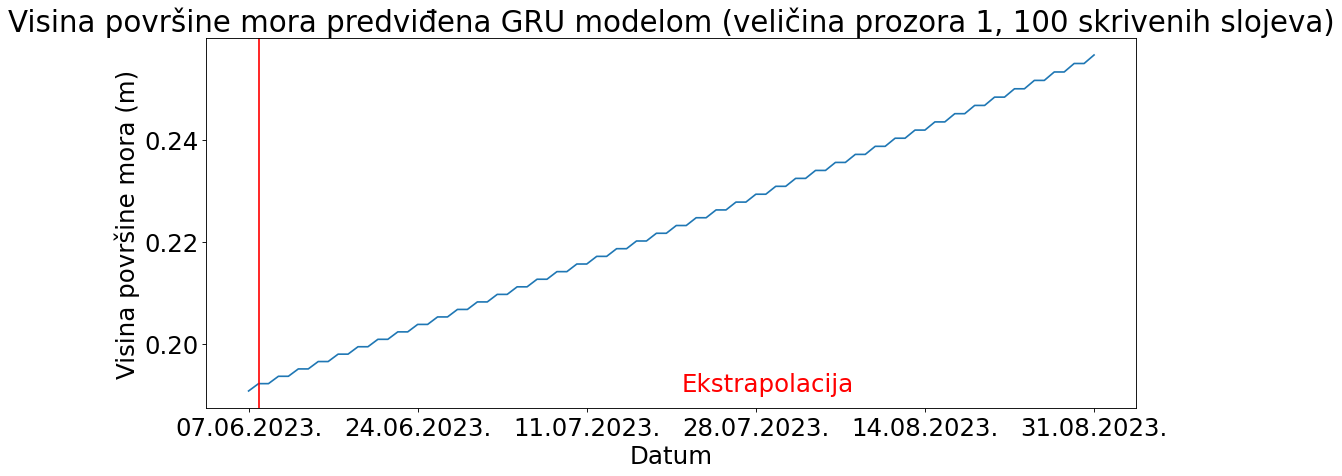 Visina površine mora predviđena GRU modelom (veličina prozora 1, 100 skrivenih slojeva)
Visina površine mora (m)
0.24
0.22
0.20
Ekstrapolacija
07.06.2023. 24.06.2023. 11.07.2023. 28.07.2023. 14.08.2023. 31.08.2023.
Datum